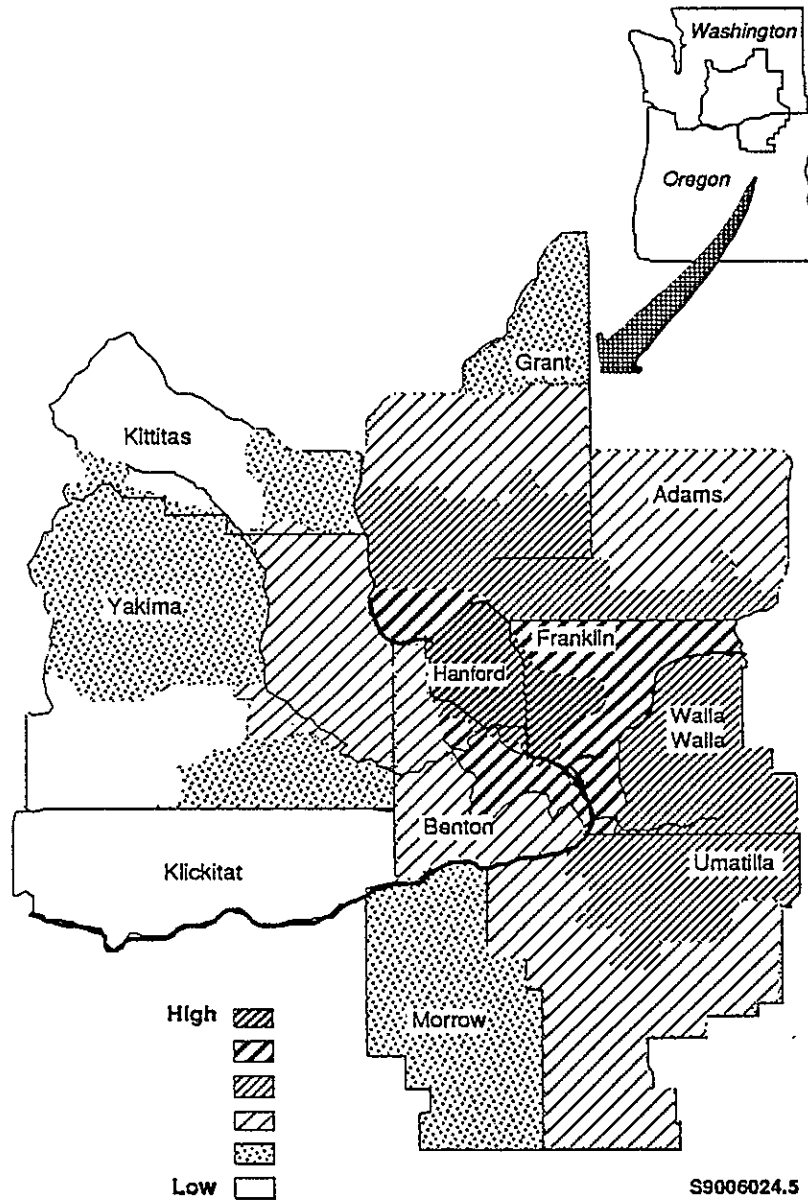 Washington
Oregon
Grant
Kittitas
Adams
Yakima
Franklin
Hanford
Walla
Walla
Benton
Umatilla
Klickitat
Morrow
High
Low
S9006024.5